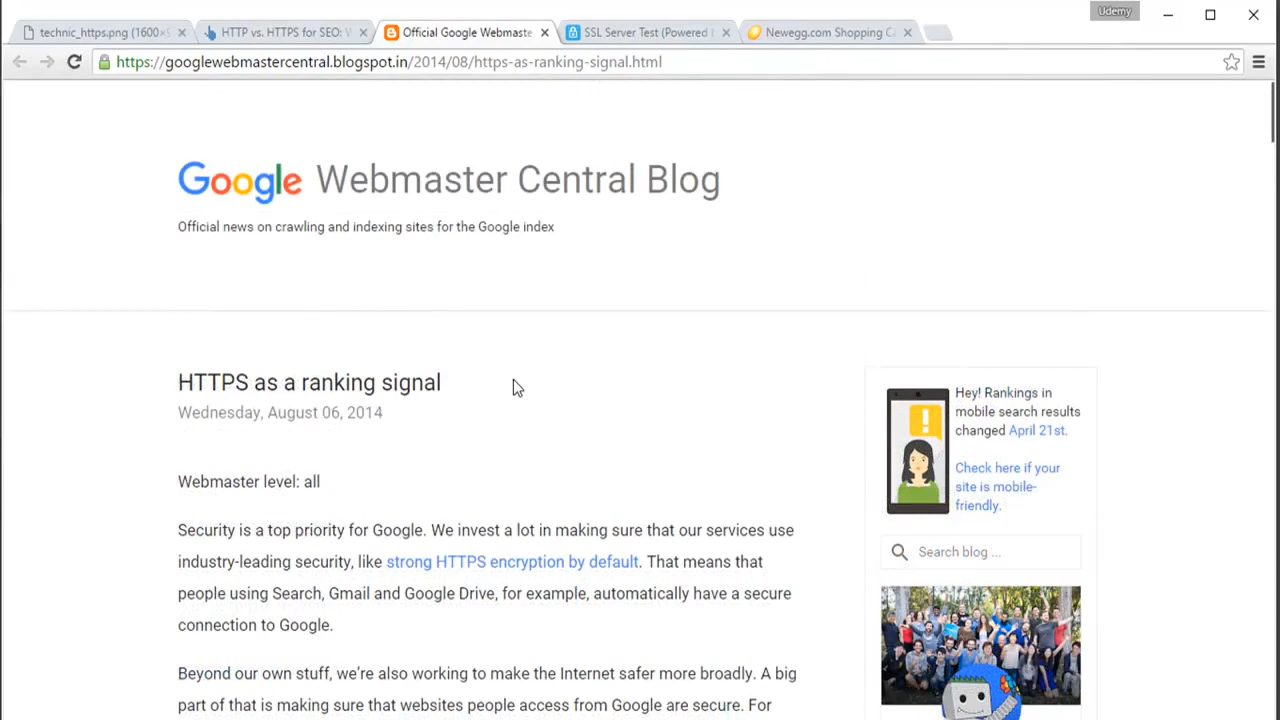 Udemy
technic_https.png (1600×
HTTP vs. HTTPS for SEO:
Official Google Webmaste
SSL Server Test (Powered
Newegg.com Shopping C
https://googlewebmastercentral.blogspot.in/2014/08/https-as-ranking-signal.html
Google Webmaster Central Blog
Official news on crawling and indexing sites for the Google index
HTTPS as a ranking signal
Wednesday, August 06, 2014
Webmaster level: all
Security is a top priority for Google. We invest a lot in making sure that our services use
industry-leading security, like strong HTTPS encryption by default. That means that
people using Search, Gmail and Google Drive, for example, automatically have a secure
connection to Google.
Beyond our own stuff, we’re also working to make the Internet safer more broadly. A big
part of that is making sure that websites people access from Google are secure. For
Hey! Rankings in
mobile search results
changed April 21st.
Check here if your
site is mobile-
friendly.
Search blog ...